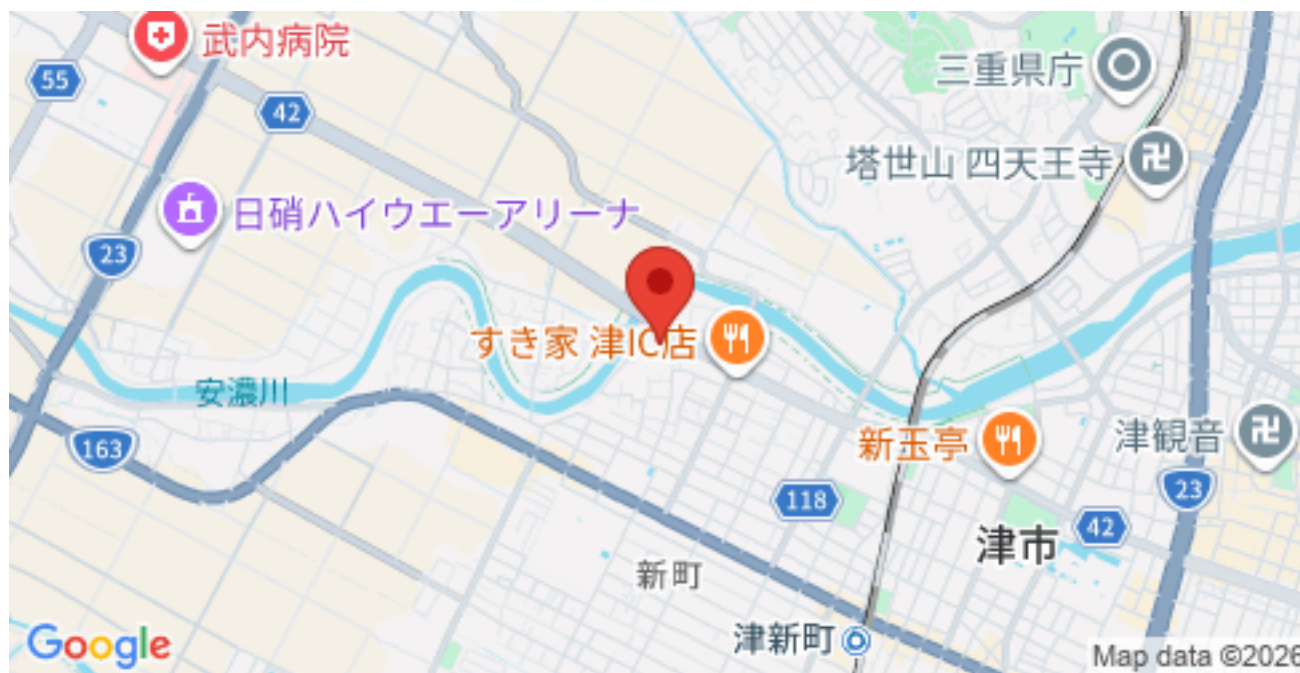 武内病院
55
42
三重県庁
塔世山 四天王寺
日硝ハイウエーアリーナ
23
すき家 津IC店
安濃川
163
新玉亭
津観音
118
23
42
津市
新町
津新町
Google
Map data ©2026